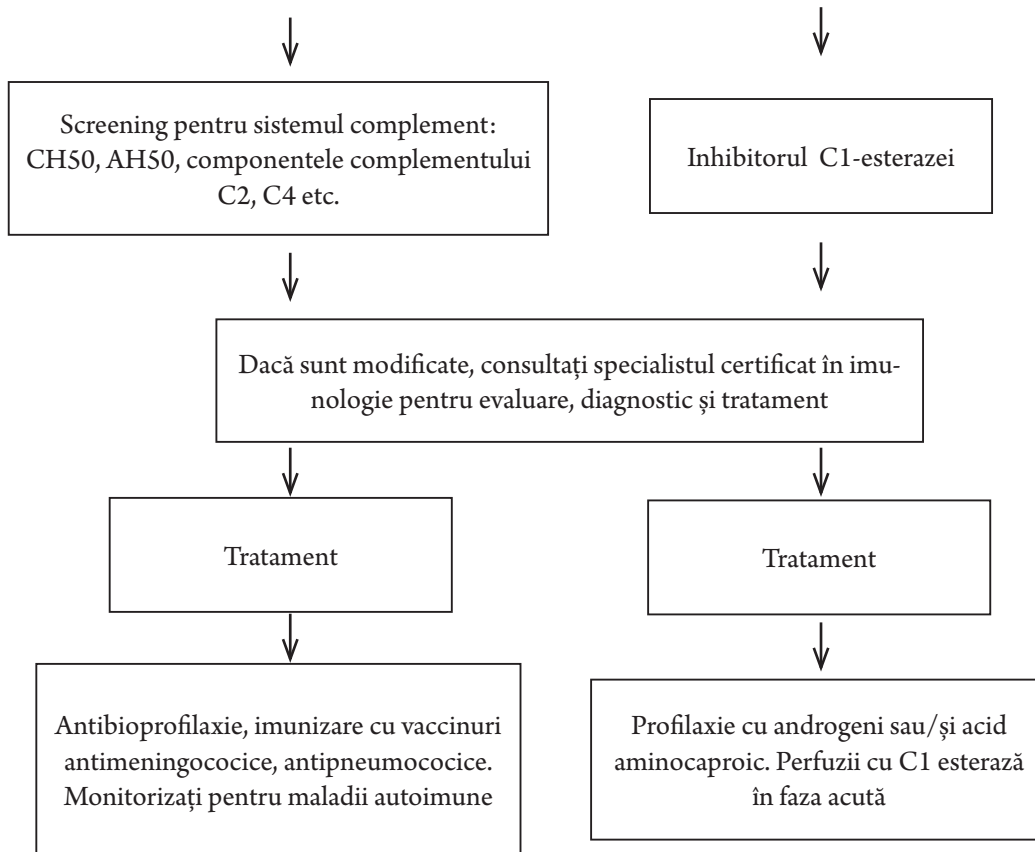 Screening pentru sistemul complement:
CH50, AH50, componentele complementului
C2, C4 etc.
Inhibitorul C1-esterazei
Dacă sunt modificate, consultați specialistul certificat în imu-
nologie pentru evaluare, diagnostic și tratament
Tratament
Tratament
Antibioprofilaxie, imunizare cu vaccinuri
antimeningococice, antipneumococice.
Monitorizați pentru maladii autoimune
Profilaxie cu androgeni sau/și acid
aminocaproic. Perfuzii cu C1 esterază
în faza acută